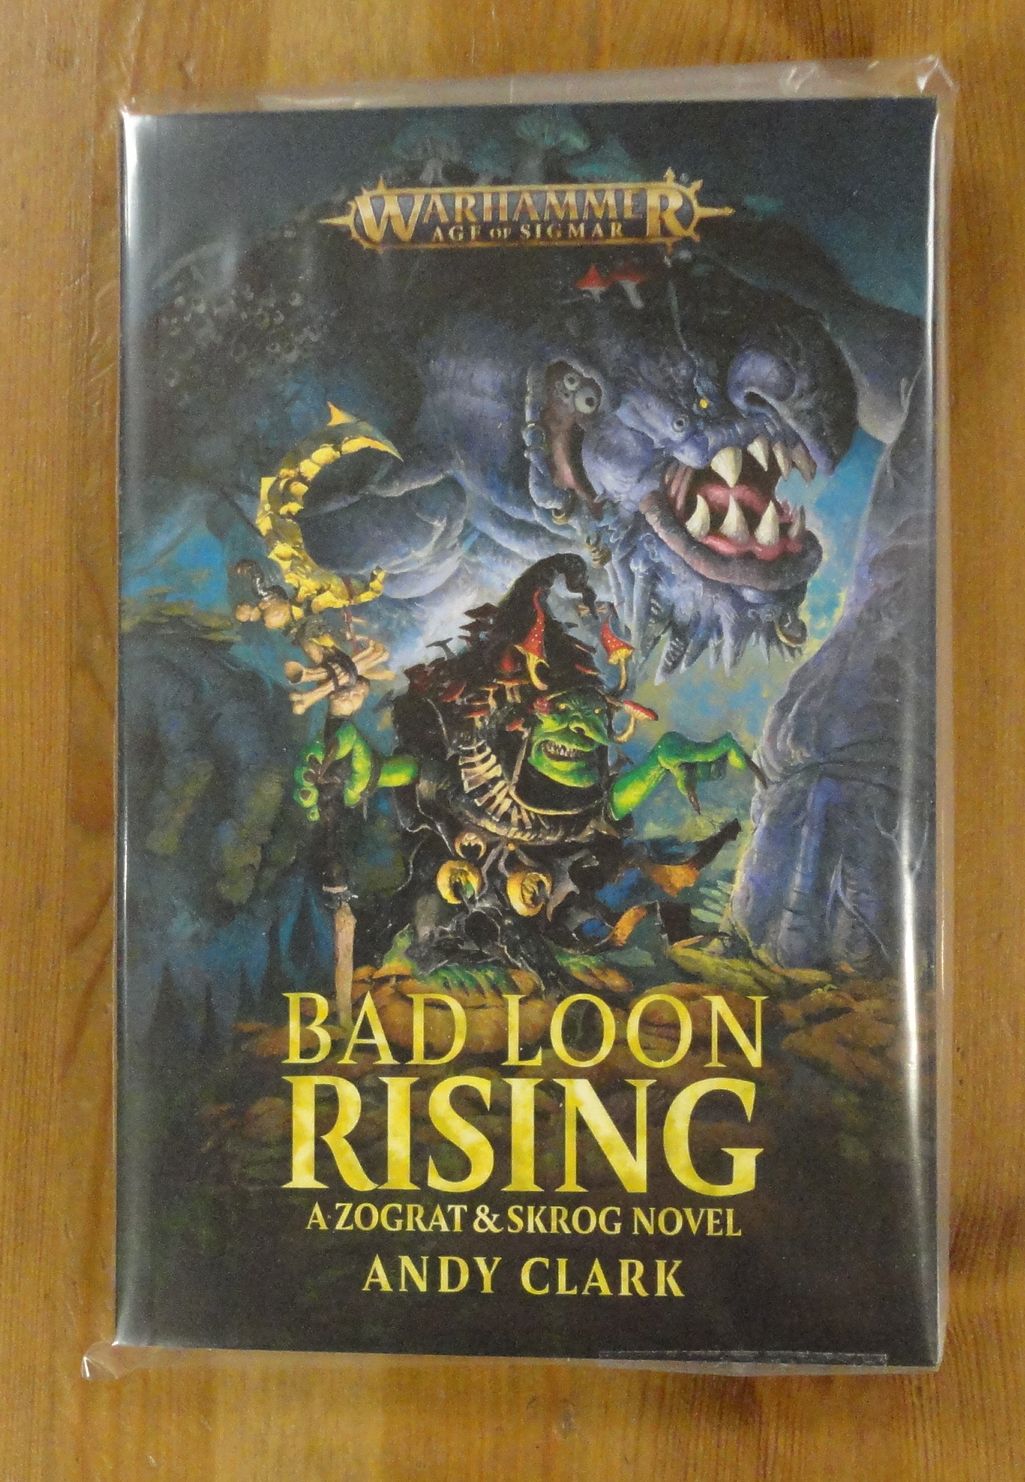 WARHAMMER
AGE OF SIGMAR
BAD LOON
RISING
A ZOGRAT & SKROG NOVEL
ANDY CLARK